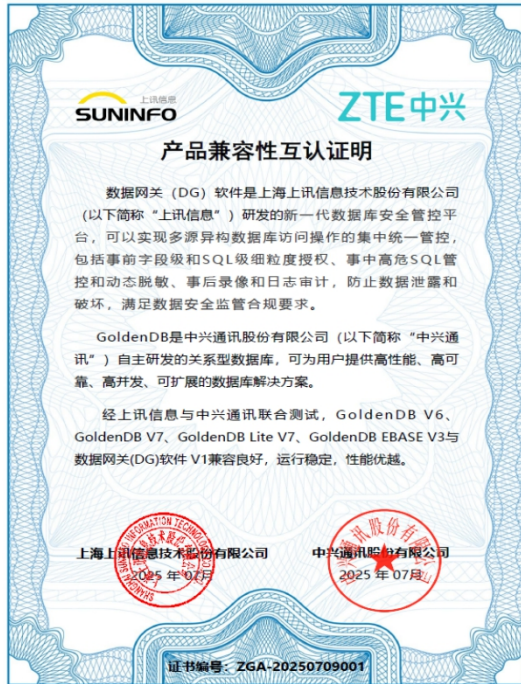 上讯信息
SUNINFO
ZTE中兴
产品兼容性互认证明
数据网关（DG）软件是上海上讯信息技术股份有限公司
（以下简称“上讯信息”）研发的新一代数据库安全管控平
台，可以实现多源异构数据库访问操作的集中统一管控，
包括事前字段级和SQL级细粒度授权、事中高危SQL管
控和动态脱敏、事后录像和日志审计，防止数据泄露和
破坏，满足数据安全监管合规要求。
GoldenDB是中兴通讯股份有限公司（以下简称“中兴通
讯”）自主研发的关系型数据库，可为用户提供高性能、高可
靠、高并发、可扩展的数据库解决方案。
经上讯信息与中兴通讯联合测试，GoldenDB V6、
GoldenDB V7、GoldenDB Lite V7、GoldenDB EBASE V3与
数据网关(DG)软件 V1兼容良好，运行稳定，性能优越。
上海上讯信息技术股份有限公司
2025 年 07月
中兴通讯股份有限公司
2025 年 07月
中兴通讯股份有限公司
证书编号：ZGA-20250709001